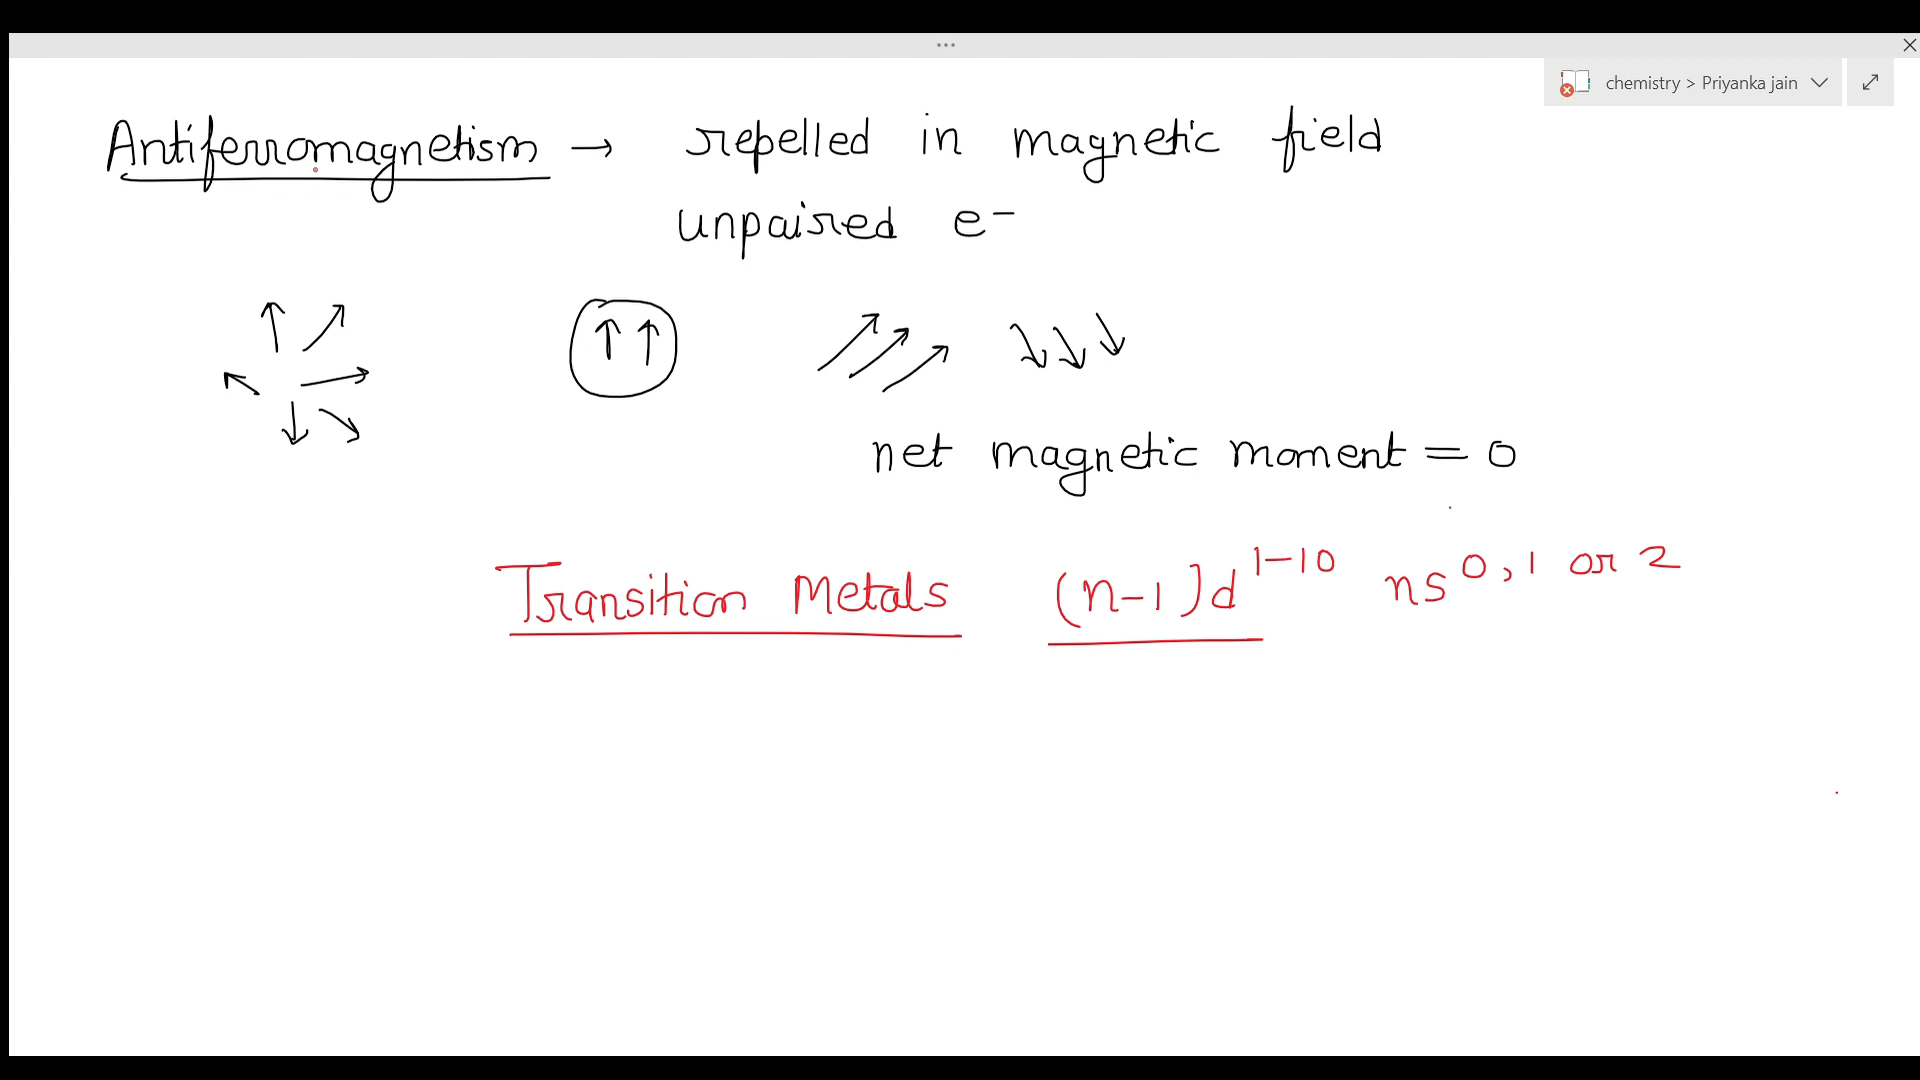 chemistry > Priyanka jain
Antiferromagnetism → repelled in magnetic field
unpaired e⁻
net magnetic moment = 0
Transition Metals (n-1)d¹⁻¹⁰ ns⁰,¹ ᵒʳ ²